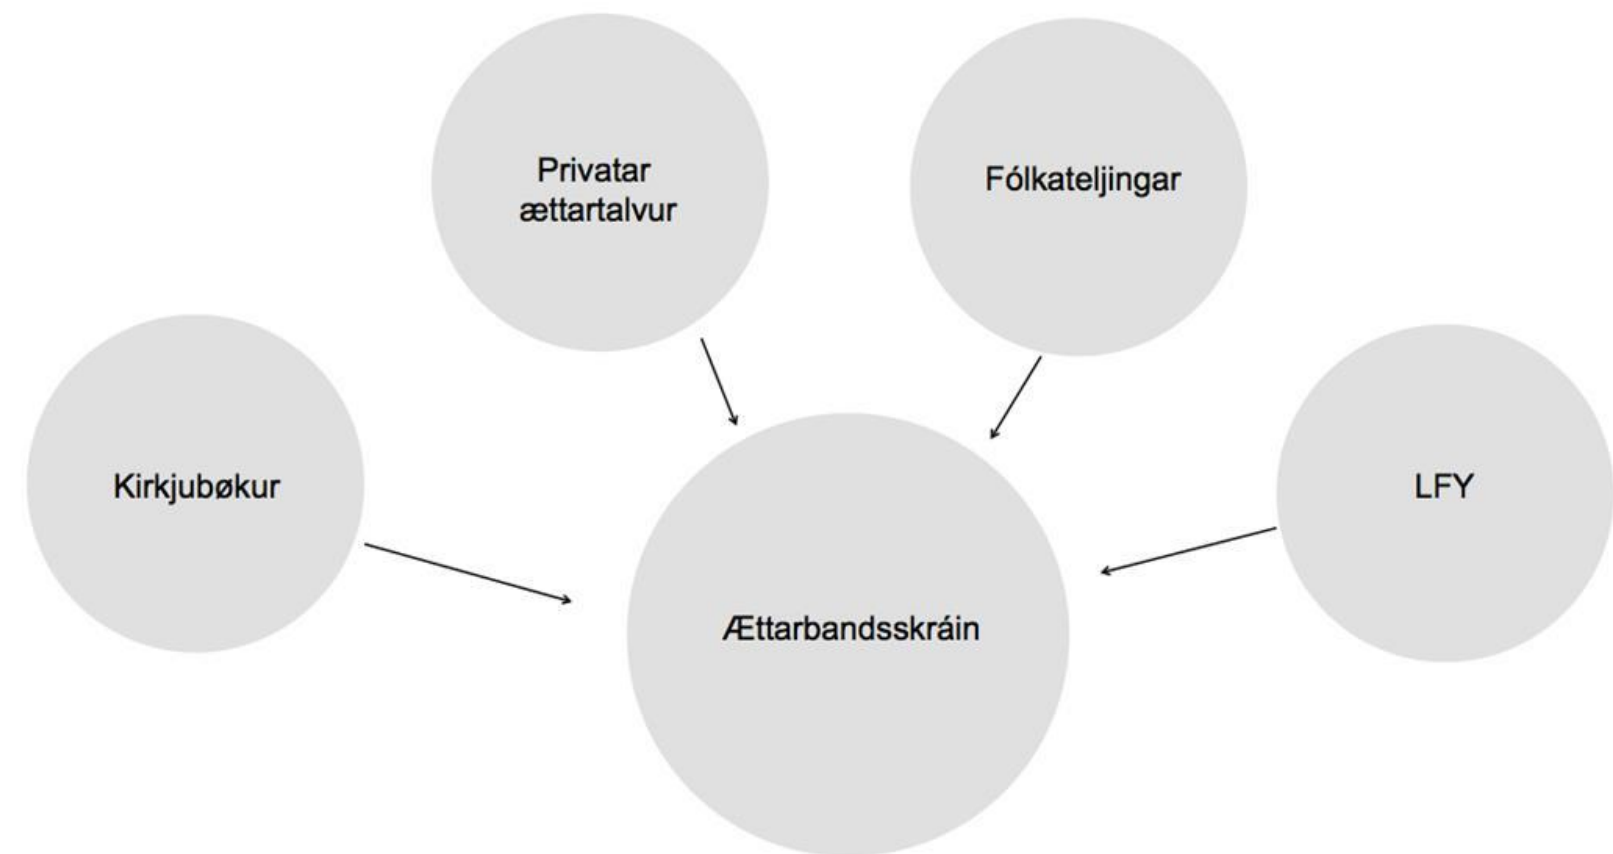 Privatar
ættartalvur
Fólkateljingar
Kirkjubøkur
LFY
Ættarbandsskráin